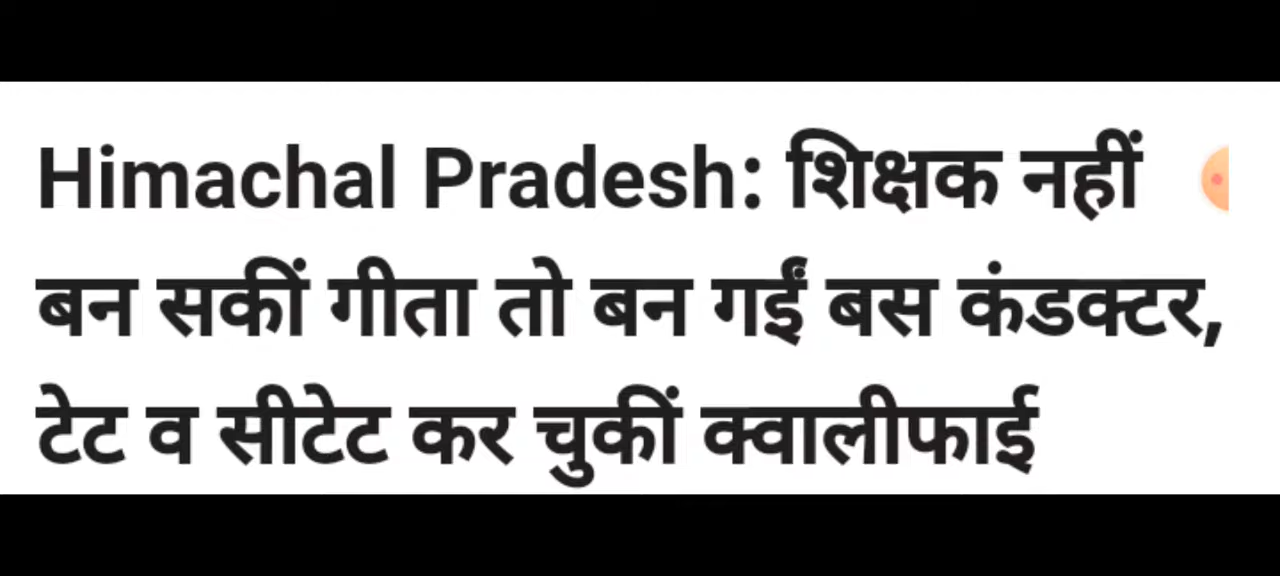 Himachal Pradesh: शिक्षक नहीं
बन सकीं गीता तो बन गईं बस कंडक्टर,
टेट व सीटेट कर चुकीं क्वालीफाई